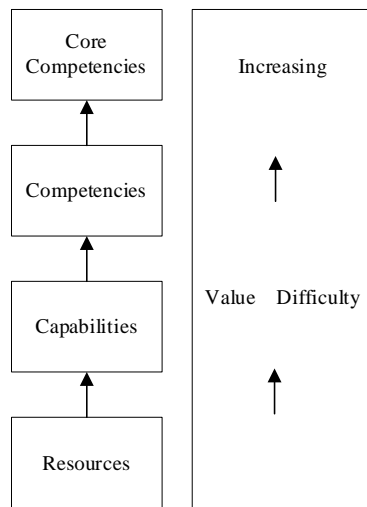 Core
Competencies
Competencies
Capabilities
Resources
Increasing
Value Difficulty